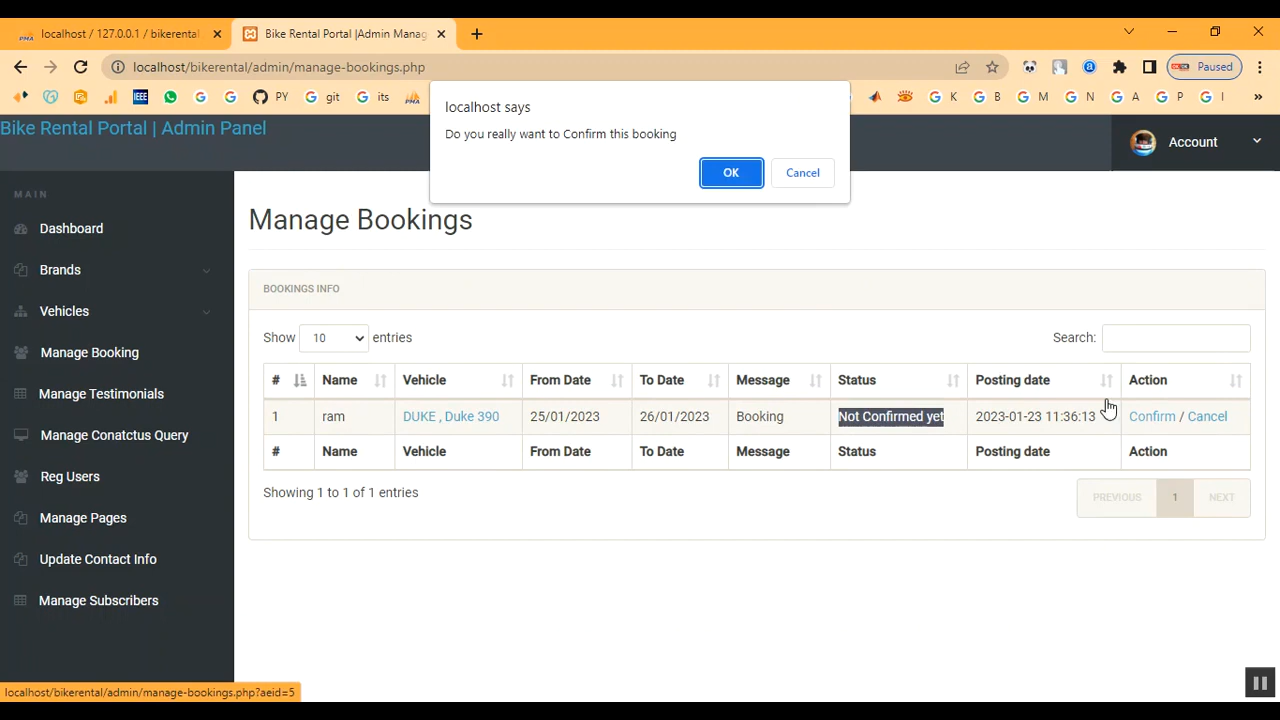 localhost / 127.0.0.1 / bikerental
Bike Rental Portal |Admin Manag
localhost/bikerental/admin/manage-bookings.php
Paused
IEEE
PY
git
its
K
B
M
N
A
P
I
Bike Rental Portal | Admin Panel
localhost says
Do you really want to Confirm this booking
OK Cancel
Account
MAIN
Dashboard
Brands
Vehicles
Manage Booking
Manage Testimonials
Manage Conatctus Query
Reg Users
Manage Pages
Update Contact Info
Manage Subscribers
Manage Bookings
BOOKINGS INFO
Show 10 entries
Search:
# Name Vehicle From Date To Date Message Status Posting date Action
1 ram DUKE , Duke 390 25/01/2023 26/01/2023 Booking Not Confirmed yet 2023-01-23 11:36:13 Confirm / Cancel
# Name Vehicle From Date To Date Message Status Posting date Action
Showing 1 to 1 of 1 entries
PREVIOUS 1 NEXT
localhost/bikerental/admin/manage-bookings.php?aeid=5